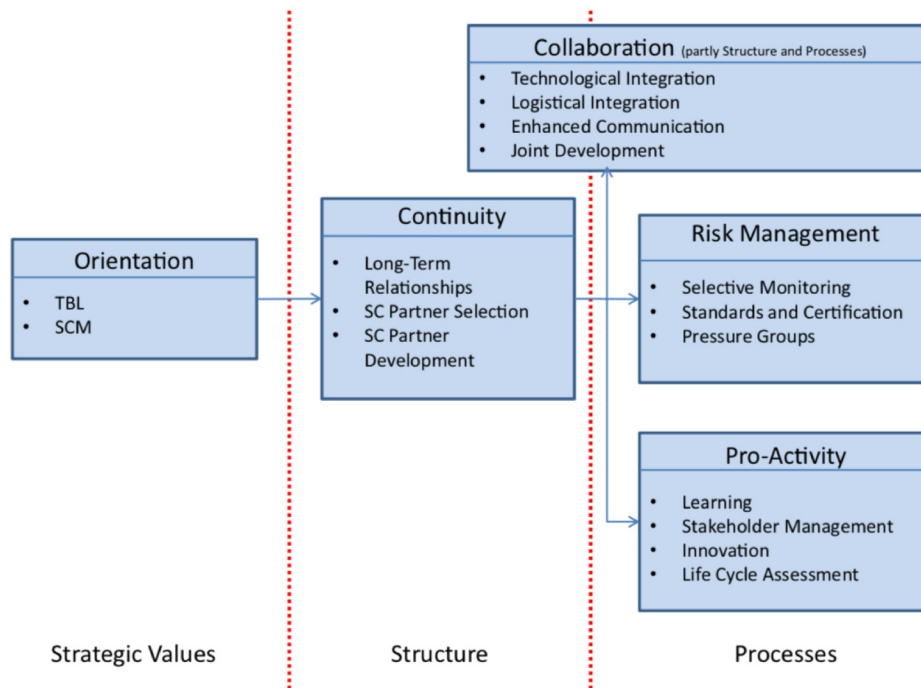 Collaboration (partly Structure and Processes)
• Technological Integration
• Logistical Integration
• Enhanced Communication
• Joint Development
Orientation
• TBL
• SCM
Continuity
• Long-Term
Relationships
• SC Partner Selection
• SC Partner
Development
Risk Management
• Selective Monitoring
• Standards and Certification
• Pressure Groups
Pro-Activity
• Learning
• Stakeholder Management
• Innovation
• Life Cycle Assessment
Strategic Values
Structure
Processes